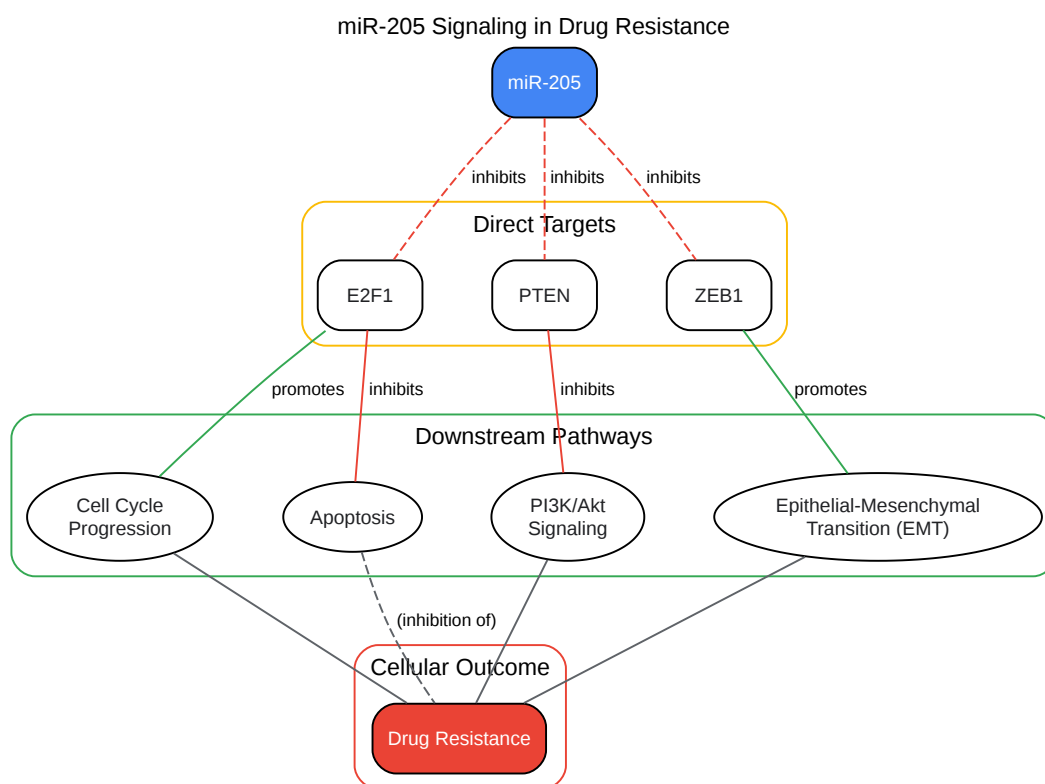 miR-205 Signaling in Drug Resistance
miR-205
inhibits
inhibits
inhibits
Direct Targets
E2F1
PTEN
ZEB1
promotes
inhibits
inhibits
promotes
Downstream Pathways
Cell Cycle
Progression
Apoptosis
PI3K/Akt
Signaling
Epithelial-Mesenchymal
Transition (EMT)
(inhibition of)
Cellular Outcome
Drug Resistance